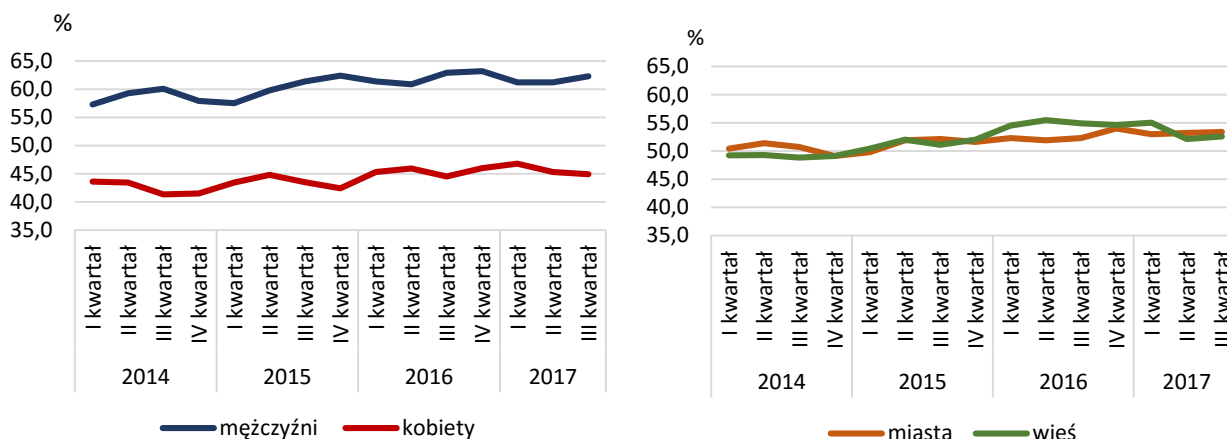 %
65,0
60,0
55,0
50,0
45,0
40,0
35,0
I kwartał
II kwartał
III kwartał
IV kwartał
I kwartał
II kwartał
III kwartał
IV kwartał
I kwartał
II kwartał
III kwartał
IV kwartał
I kwartał
II kwartał
III kwartał
2014 2015 2016 2017
mężczyźni kobiety
%
65,0
60,0
55,0
50,0
45,0
40,0
35,0
I kwartał
II kwartał
III kwartał
IV kwartał
I kwartał
II kwartał
III kwartał
IV kwartał
I kwartał
II kwartał
III kwartał
IV kwartał
I kwartał
II kwartał
III kwartał
2014 2015 2016 2017
miasta wieś